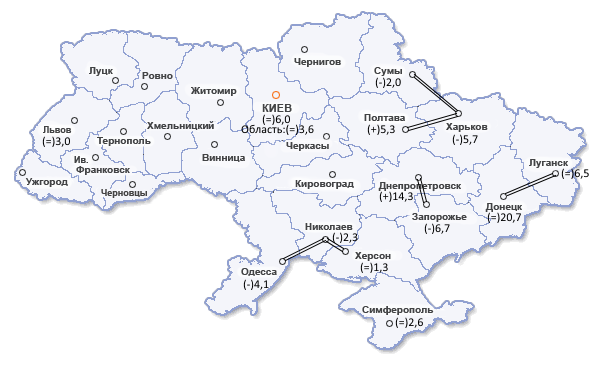 Чернигов
Луцк
Ровно
Сумы
(-)2,0
Житомир
КИЕВ
(=)6,0
Область:(=)3,6
Полтава
(+)5,3
Харьков
(-)5,7
Львов
(=)3,0
Хмельницкий
Тернополь
Черкассы
Винница
Ив.
Франковск
Луганск
(=)6,5
Ужгород
Черновцы
Кировоград
Днепропетровск
(+)14,3
Донецк
(=)20,7
Запорожье
(-)6,7
Николаев
(-)2,3
Херсон
(=)1,3
Одесса
(-)4,1
Симферополь
(=)2,6